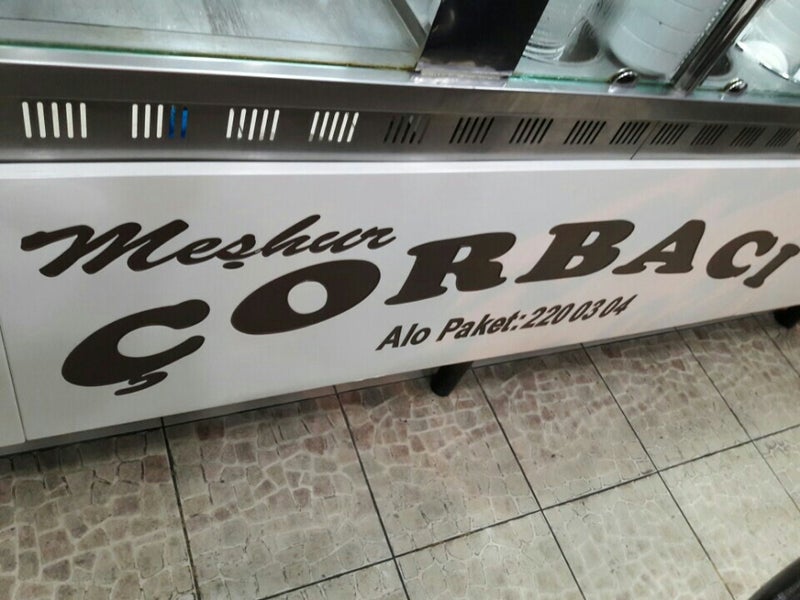 Meşhur
ÇORBACI
Alo Paket: 220 03 04